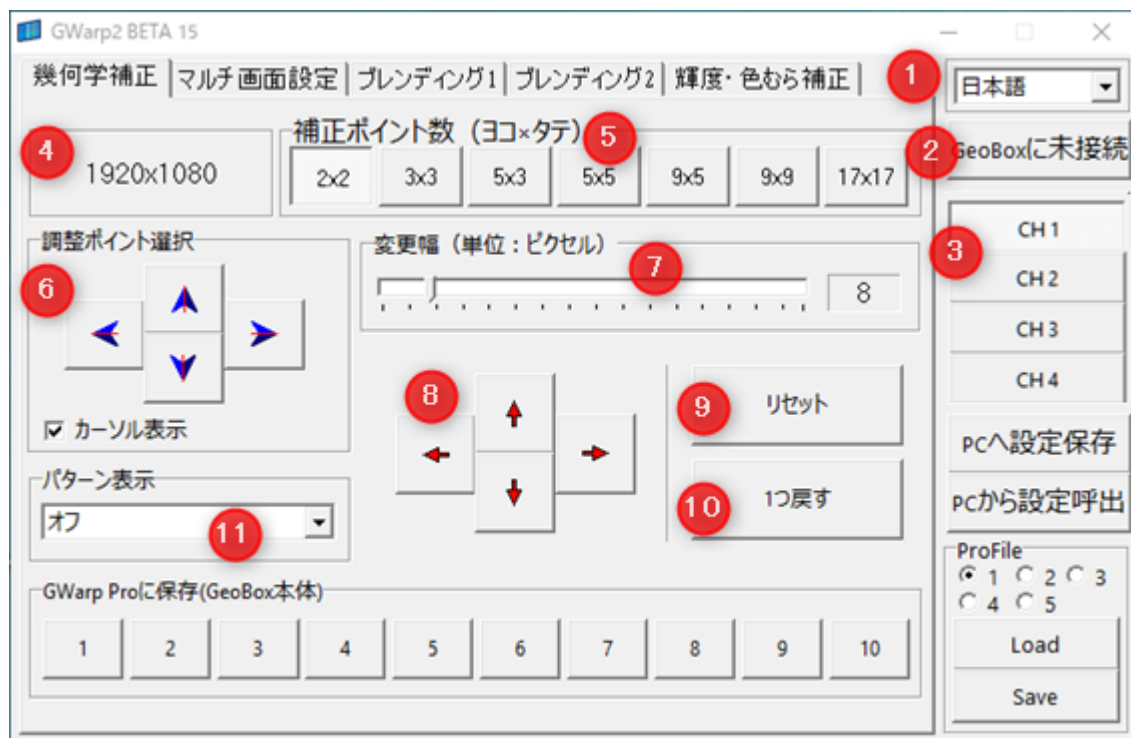 GWarp2 BETA 15
幾何学補正 マルチ画面設定 ブレンディング1 ブレンディング2 輝度・色むら補正
1
日本語
4
1920x1080
補正ポイント数（ヨコ×タテ）
5
2x2 3x3 5x3 5x5 9x5 9x9 17x17
2
GeoBoxに未接続
調整ポイント選択
6
カーソル表示
変更幅（単位：ピクセル）
7
8
3
CH 1
CH 2
CH 3
CH 4
8
9
リセット
10
1つ戻す
PCへ設定保存
PCから設定呼出
パターン表示
オフ
11
ProFile
1 2 3
4 5
Load
Save
GWarp Proに保存(GeoBox本体)
1 2 3 4 5 6 7 8 9 10